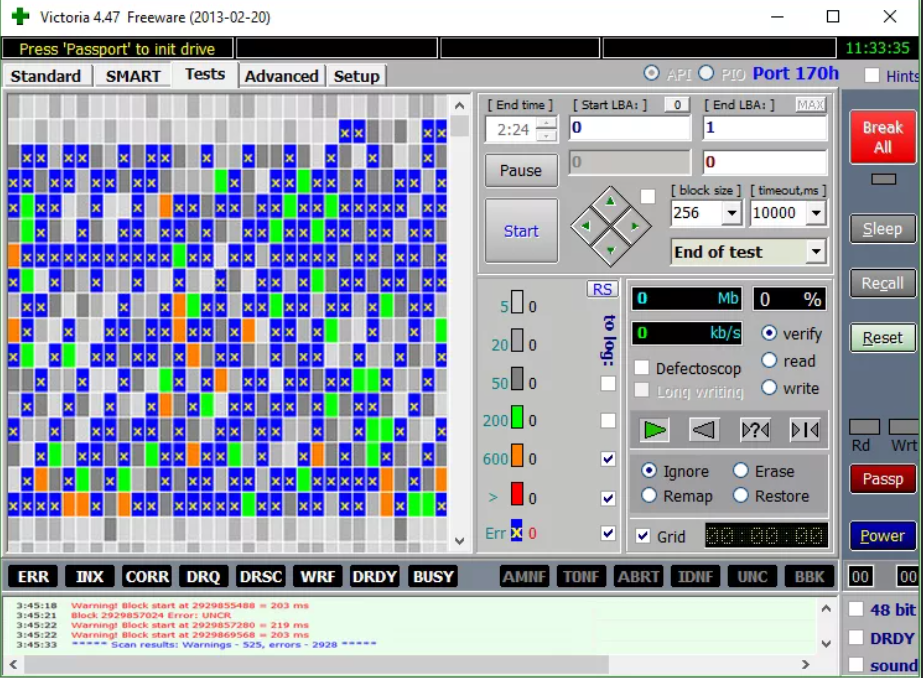 Victoria 4.47 Freeware (2013-02-20)
Press 'Passport' to init drive
11:33:35
Standard SMART Tests Advanced Setup
API PIO Port 170h Hints
[ End time ] [ Start LBA: ] 0 [ End LBA: ] MAX
2:24 0 1
Pause 0 0
[ block size ] [ timeout,ms ]
Start 256 10000
End of test
RS
to log:
5 0
20 0
50 0
200 0
600 0
> 0
Err x 0
0 Mb 0 %
0 kb/s verify
Defectoscop read
Long writing write
?
Ignore Erase
Remap Restore
Grid 00:00:00
Break
All
Sleep
Recall
Reset
Rd Wrt
Passp
Power
ERR INX CORR DRQ DRSC WRF DRDY BUSY AMNF TONF ABRT IDNF UNC BBK 00 00
3:45:18 Warning! Block start at 2929855488 = 203 ms
3:45:21 Block 2929857024 Error: UNCR
3:45:22 Warning! Block start at 2929857280 = 219 ms
3:45:22 Warning! Block start at 2929869568 = 203 ms
3:45:33 ***** Scan results: Warnings - 525, errors - 2928 *****
48 bit
DRDY
sound